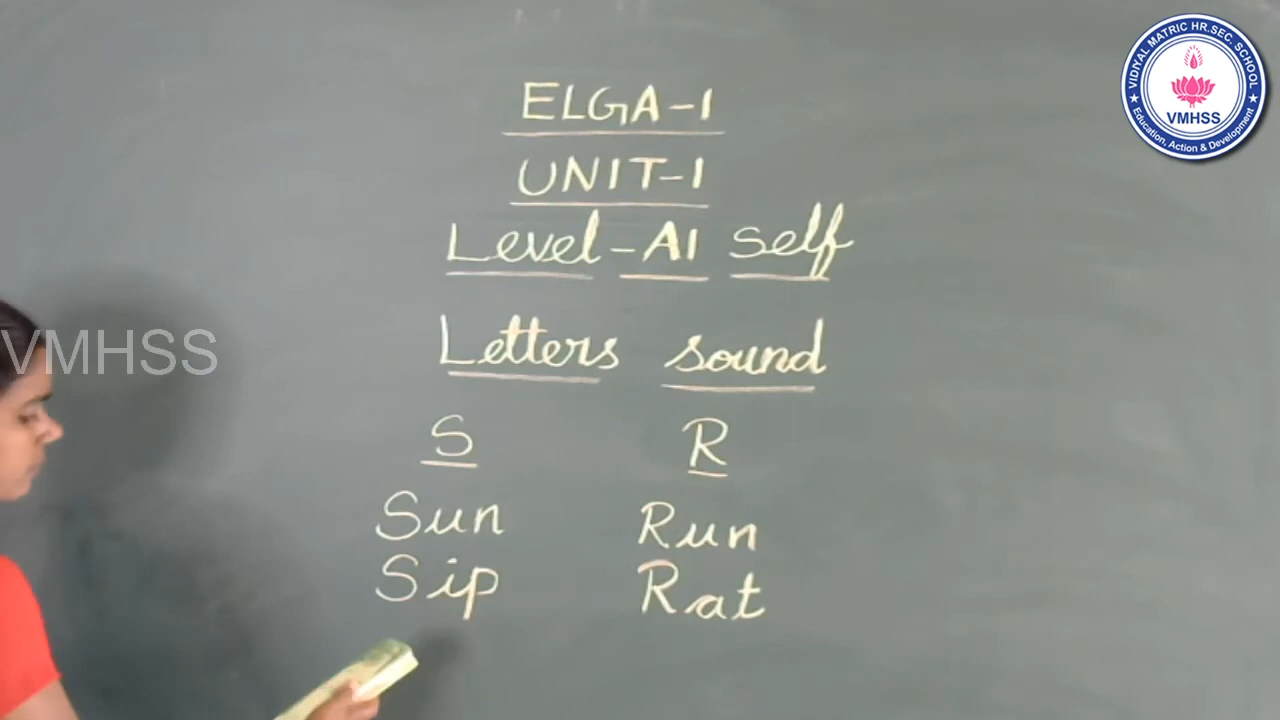 VIDIYAL MATRIC HR.SEC. SCHOOL
VMHSS
Education, Action & Development
ELGA-1
UNIT-1
Level-A1 self
VMHSS
Letters sound
S R
Sun Run
Sip Rat